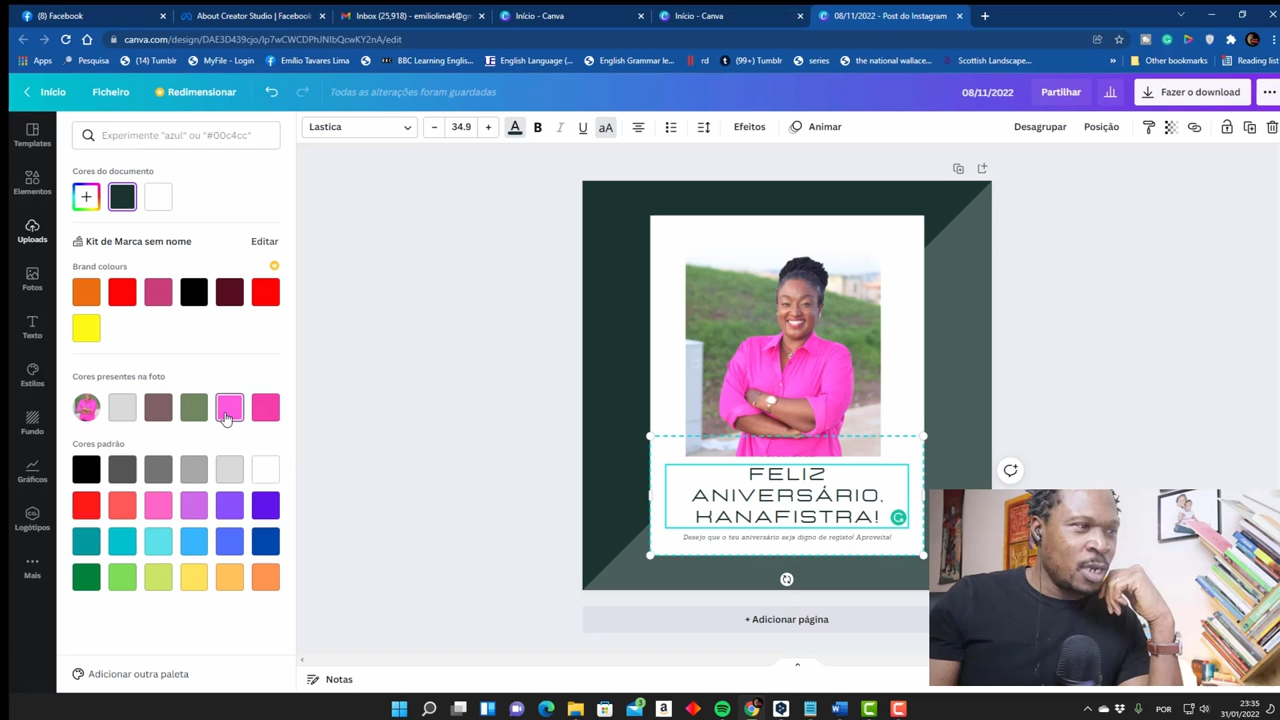 (8) Facebook
About Creator Studio | Facebook
Inbox (25,918) - emiliolima4@gm
Início - Canva
Início - Canva
08/11/2022 - Post do Instagram
canva.com/design/DAE3D439cjo/lp7wCWCDPhJNIbQcwKY2nA/edit
Apps
Pesquisa
(14) Tumblr
MyFile - Login
Emílio Tavares Lima
BBC Learning Englis...
English Language (...
English Grammar le...
rd
(99+) Tumblr
series
the national wallace...
Scottish Landscape...
»
Other bookmarks
Reading list
Início
Ficheiro
Redimensionar
Todas as alterações foram guardadas
08/11/2022
Partilhar
Fazer o download
Templates
Elementos
Uploads
Fotos
Texto
Estilos
Fundo
Gráficos
Logótipos
Mais
Experimente "azul" ou "#00c4cc"
Lastica
34.9
B
I
U
aA
Efeitos
Animar
Desagrupar
Posição
Cores do documento
Kit de Marca sem nome
Editar
Brand colours
Cores presentes na foto
Cores padrão
Adicionar outra paleta
FELIZ
ANIVERSÁRIO,
KANAFISTRA!
Desejo que o teu aniversário seja digno de registo! Aproveita!
+ Adicionar página
Notas
POR
23:35
31/01/2022